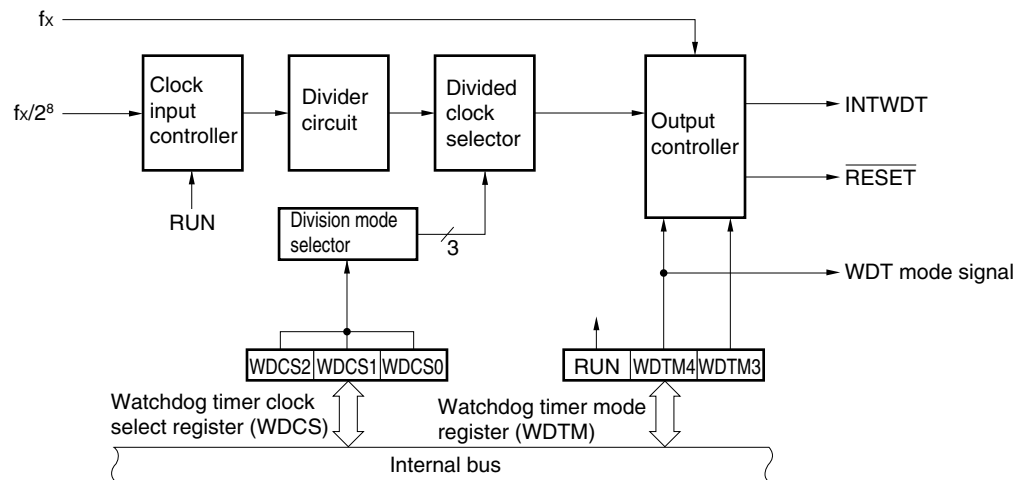 fX
fX/2⁸
Clock
input
controller
Divider
circuit
Divided
clock
selector
Output
controller
INTWDT
RESET
RUN
Division mode
selector
3
WDT mode signal
WDCS2 WDCS1 WDCS0
RUN WDTM4 WDTM3
Watchdog timer clock
select register (WDCS)
Watchdog timer mode
register (WDTM)
Internal bus